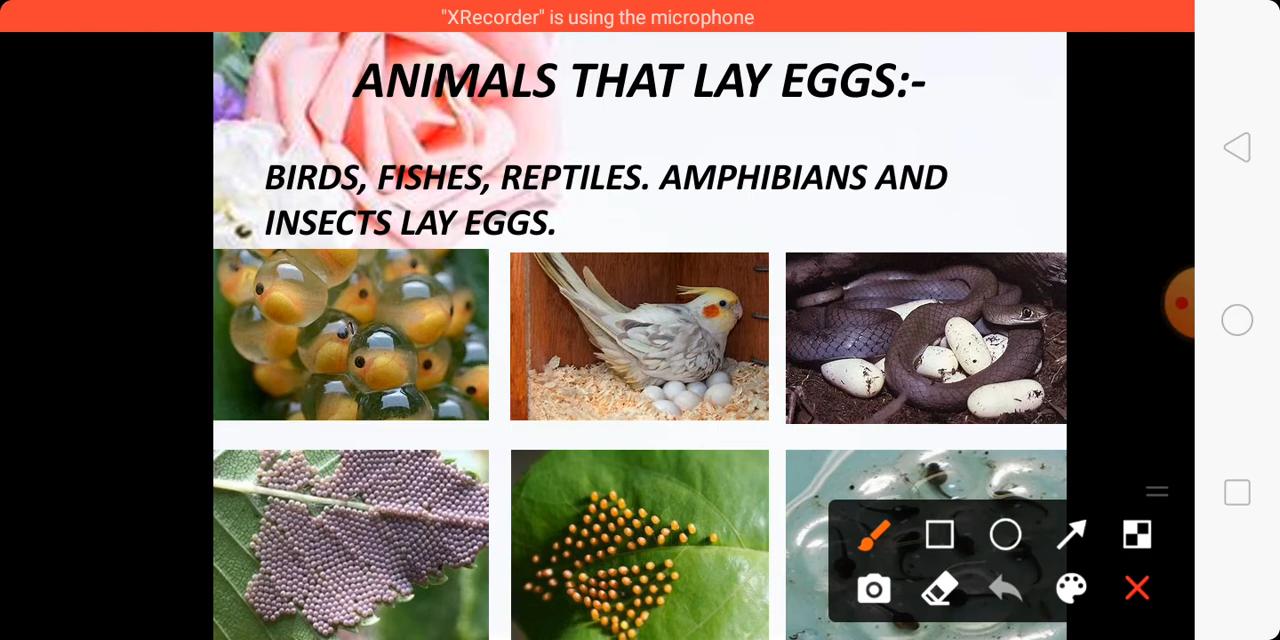 "XRecorder" is using the microphone
ANIMALS THAT LAY EGGS:-
BIRDS, FISHES, REPTILES. AMPHIBIANS AND
INSECTS LAY EGGS.